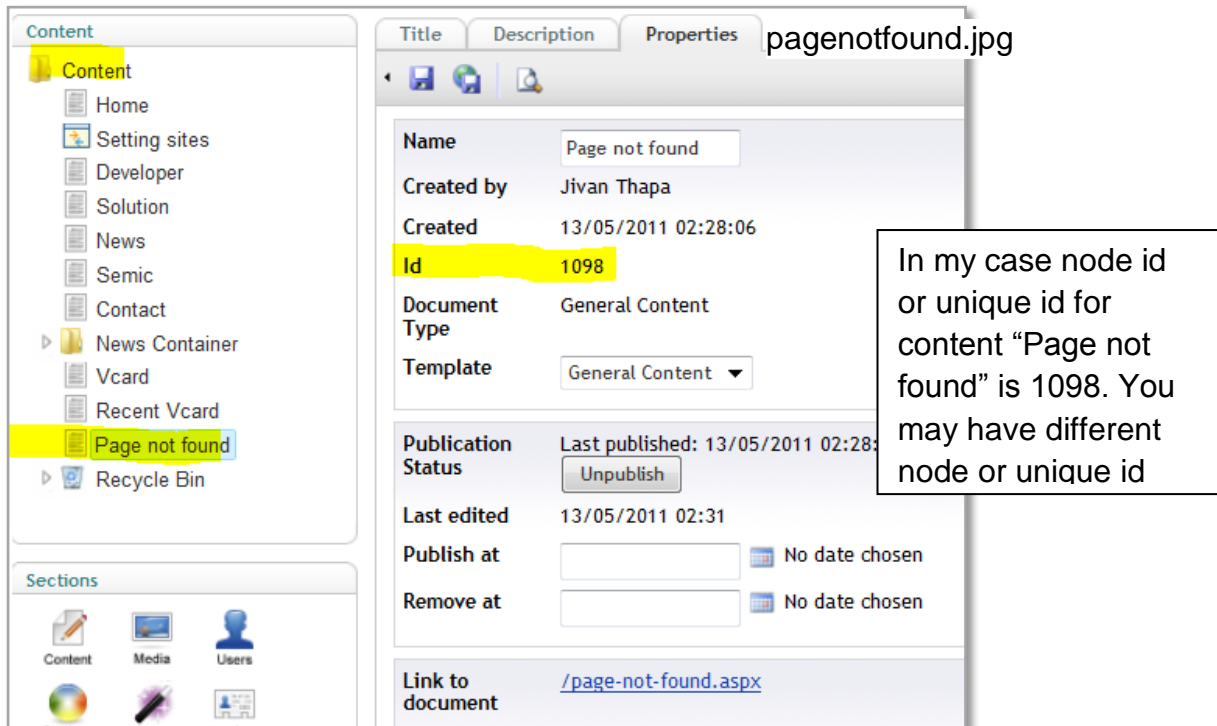 Content
Content
Home
Setting sites
Developer
Solution
News
Semic
Contact
News Container
Vcard
Recent Vcard
Page not found
Recycle Bin
Sections
Content Media Users
Title Description Properties pagenotfound.jpg
Name Page not found
Created by Jivan Thapa
Created 13/05/2011 02:28:06
Id 1098
Document
Type
General Content
Template General Content
Publication
Status
Last published: 13/05/2011 02:28:
Unpublish
Last edited 13/05/2011 02:31
Publish at No date chosen
Remove at No date chosen
Link to
document
/page-not-found.aspx
In my case node id
or unique id for
content “Page not
found” is 1098. You
may have different
node or unique id